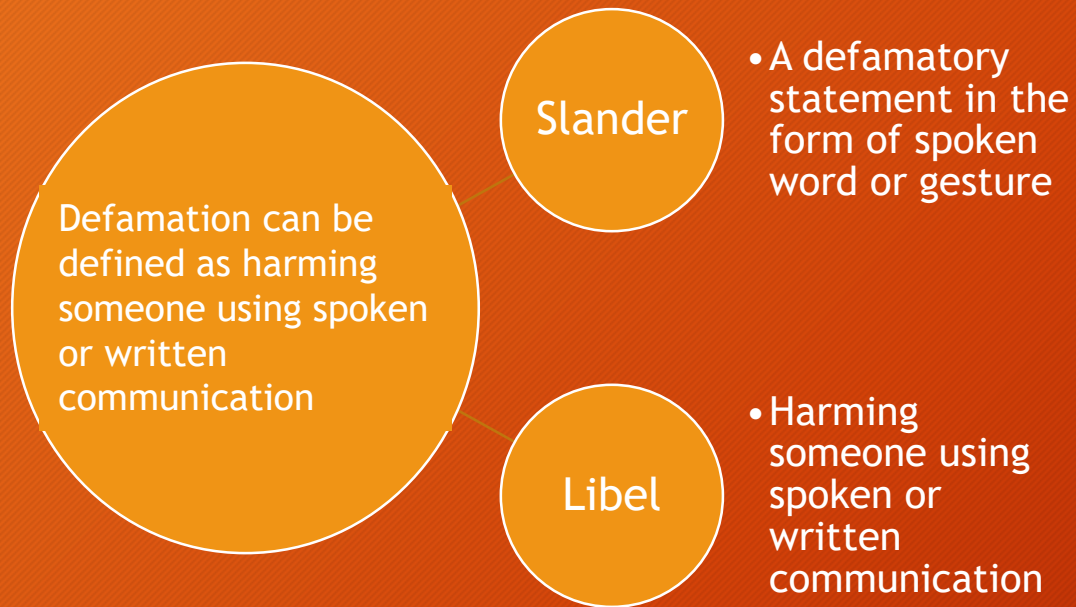 Defamation can be
defined as harming
someone using spoken
or written
communication
Slander
•A defamatory
statement in the
form of spoken
word or gesture
Libel
•Harming
someone using
spoken or
written
communication